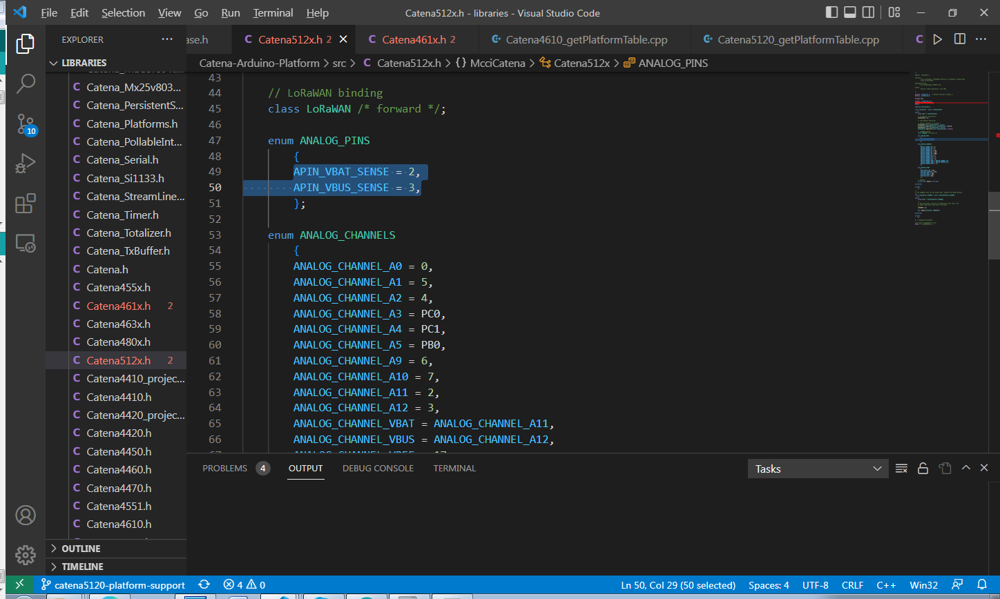 File Edit Selection View Go Run Terminal Help
Catena512x.h - libraries - Visual Studio Code
EXPLORER
ase.h
Catena512x.h 2
Catena461x.h 2
Catena4610_getPlatformTable.cpp
Catena5120_getPlatformTable.cpp
LIBRARIES
Catena-Arduino-Platform > src > C Catena512x.h > {} McciCatena > Catena512x > ANALOG_PINS
Catena_Mx25v803...
Catena_PersistentS...
Catena_Platforms.h
Catena_PollableInt...
Catena_Serial.h
Catena_Si1133.h
Catena_StreamLine...
Catena_Timer.h
Catena_Totalizer.h
Catena_TxBuffer.h
Catena.h
Catena455x.h
Catena461x.h 2
Catena463x.h
Catena480x.h
Catena512x.h 2
Catena4410_projec...
Catena4410.h
Catena4420_projec...
Catena4420.h
Catena4450.h
Catena4460.h
Catena4470.h
Catena4551.h
Catena4610.h
OUTLINE
TIMELINE
10
43
44 // LoRaWAN binding
45 class LoRaWAN /* forward */;
46
47 enum ANALOG_PINS
48 {
49 APIN_VBAT_SENSE = 2,
50 APIN_VBUS_SENSE = 3,
51 };
52
53 enum ANALOG_CHANNELS
54 {
55 ANALOG_CHANNEL_A0 = 0,
56 ANALOG_CHANNEL_A1 = 5,
57 ANALOG_CHANNEL_A2 = 4,
58 ANALOG_CHANNEL_A3 = PC0,
59 ANALOG_CHANNEL_A4 = PC1,
60 ANALOG_CHANNEL_A5 = PB0,
61 ANALOG_CHANNEL_A9 = 6,
62 ANALOG_CHANNEL_A10 = 7,
63 ANALOG_CHANNEL_A11 = 2,
64 ANALOG_CHANNEL_A12 = 3,
65 ANALOG_CHANNEL_VBAT = ANALOG_CHANNEL_A11,
66 ANALOG_CHANNEL_VBUS = ANALOG_CHANNEL_A12,
PROBLEMS 4 OUTPUT DEBUG CONSOLE TERMINAL
Tasks
catena5120-platform-support
4 0
Ln 50, Col 29 (50 selected) Spaces: 4 UTF-8 CRLF C++ Win32